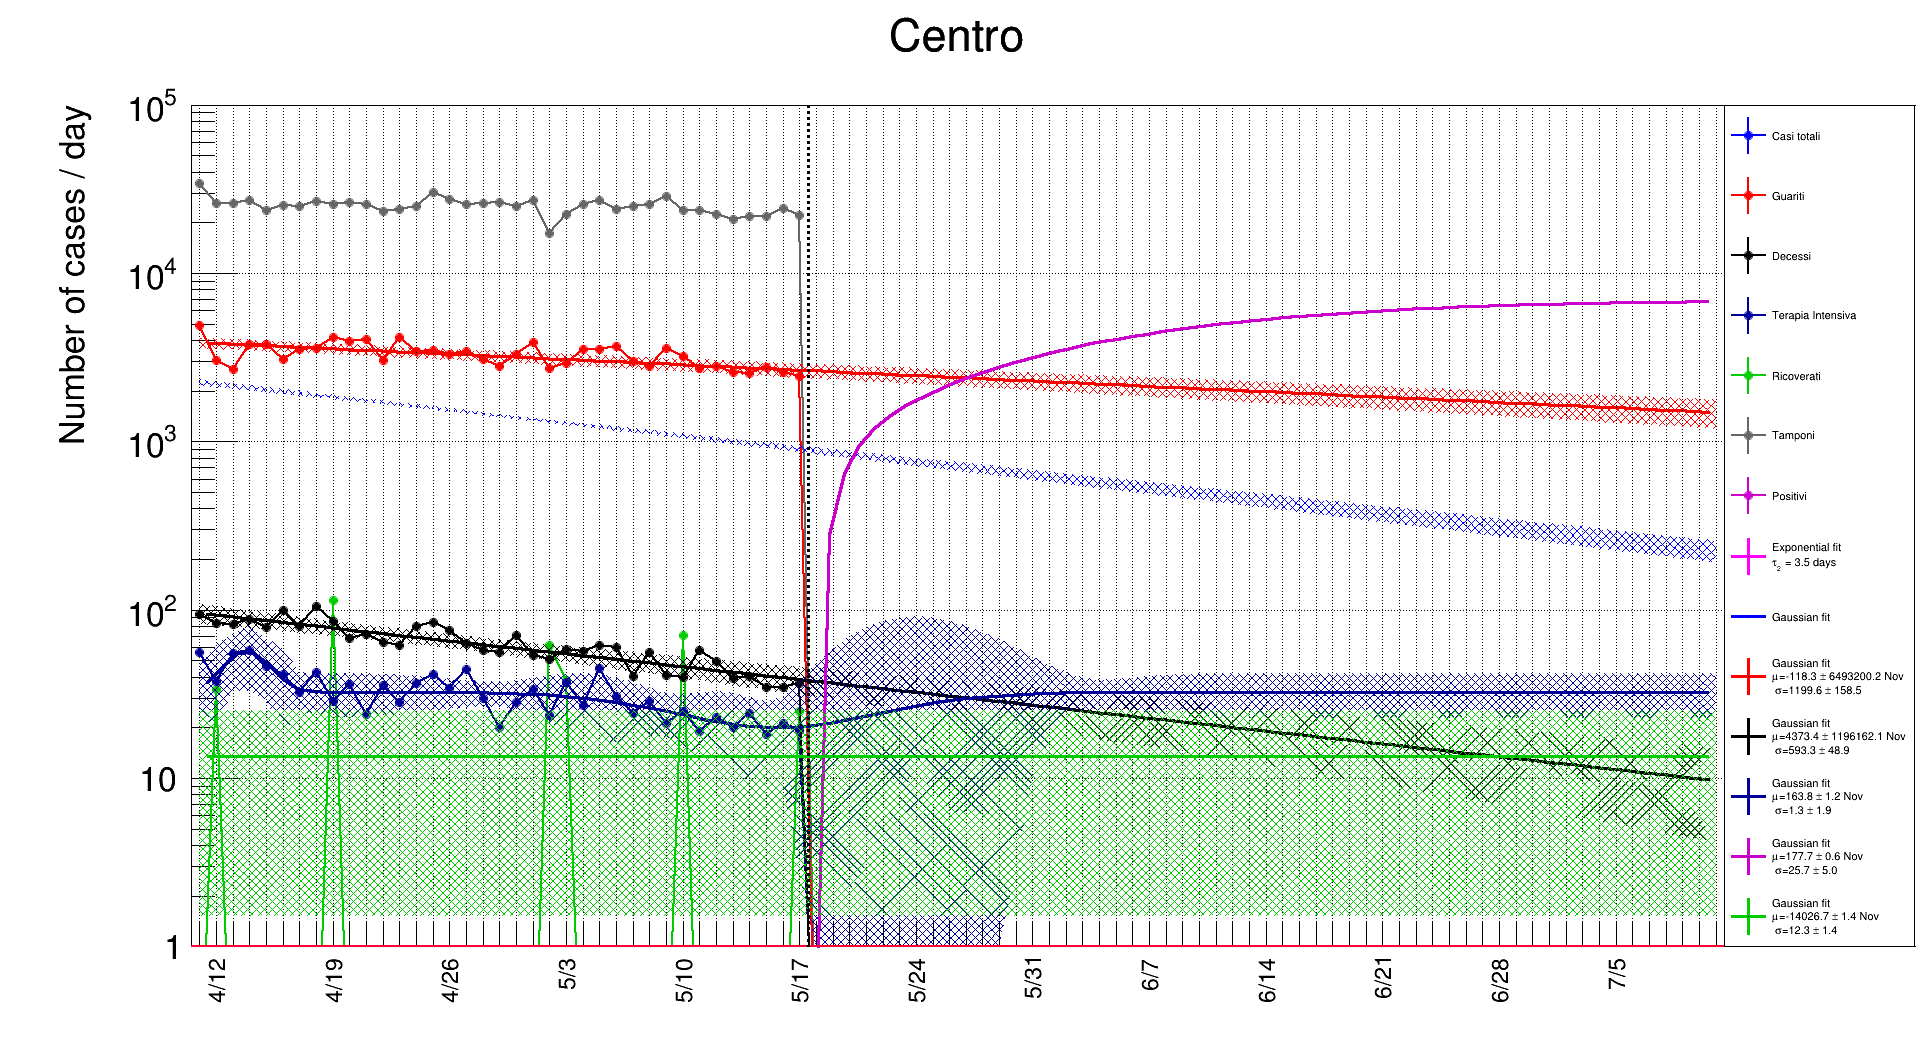 Centro
Number of cases / day
10^5
10^4
10^3
10^2
10
1
4/12
4/19
4/26
5/3
5/10
5/17
5/24
5/31
6/7
6/14
6/21
6/28
7/5
Casi totali
Guariti
Decessi
Terapia Intensiva
Ricoverati
Tamponi
Positivi
Exponential fit
τ₂ = 3.5 days
Gaussian fit
Gaussian fit
μ=-118.3 ± 6493200.2 Nov
σ=1199.6 ± 158.5
Gaussian fit
μ=4373.4 ± 1196162.1 Nov
σ=593.3 ± 48.9
Gaussian fit
μ=163.8 ± 1.2 Nov
σ=1.3 ± 1.9
Gaussian fit
μ=177.7 ± 0.6 Nov
σ=25.7 ± 5.0
Gaussian fit
μ=-14026.7 ± 1.4 Nov
σ=12.3 ± 1.4